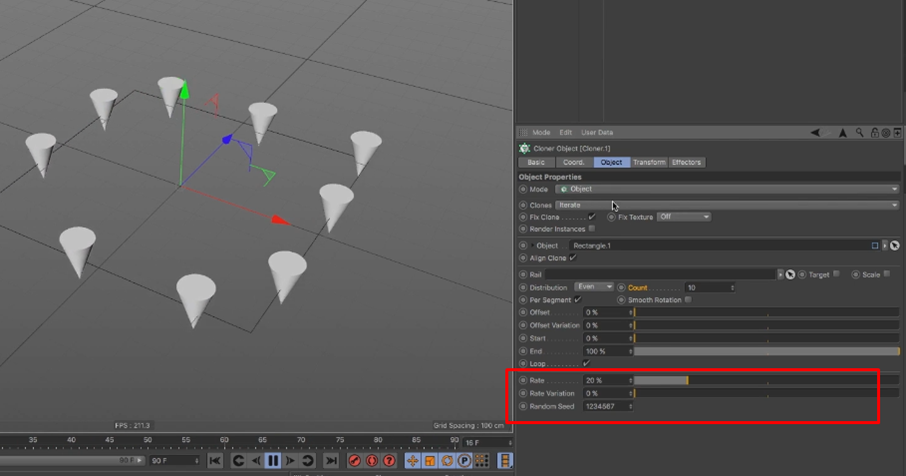 Mode Edit User Data
Cloner Object [Cloner.1]
Basic Coord. Object Transform Effectors
Object Properties
Mode Object
Clones Iterate
Fix Clone Fix Texture Off
Render Instances
Object Rectangle.1
Align Clone
Rail Target Scale
Distribution Even Count 10
Per Segment Smooth Rotation
Offset 0 %
Offset Variation 0 %
Start 0 %
End 100 %
Loop
Rate 20 %
Rate Variation 0 %
Random Seed 1234567
FPS : 211.3 Grid Spacing : 100 cm
35 40 45 50 55 60 65 70 75 80 85 90 15 F
90 F 90 F